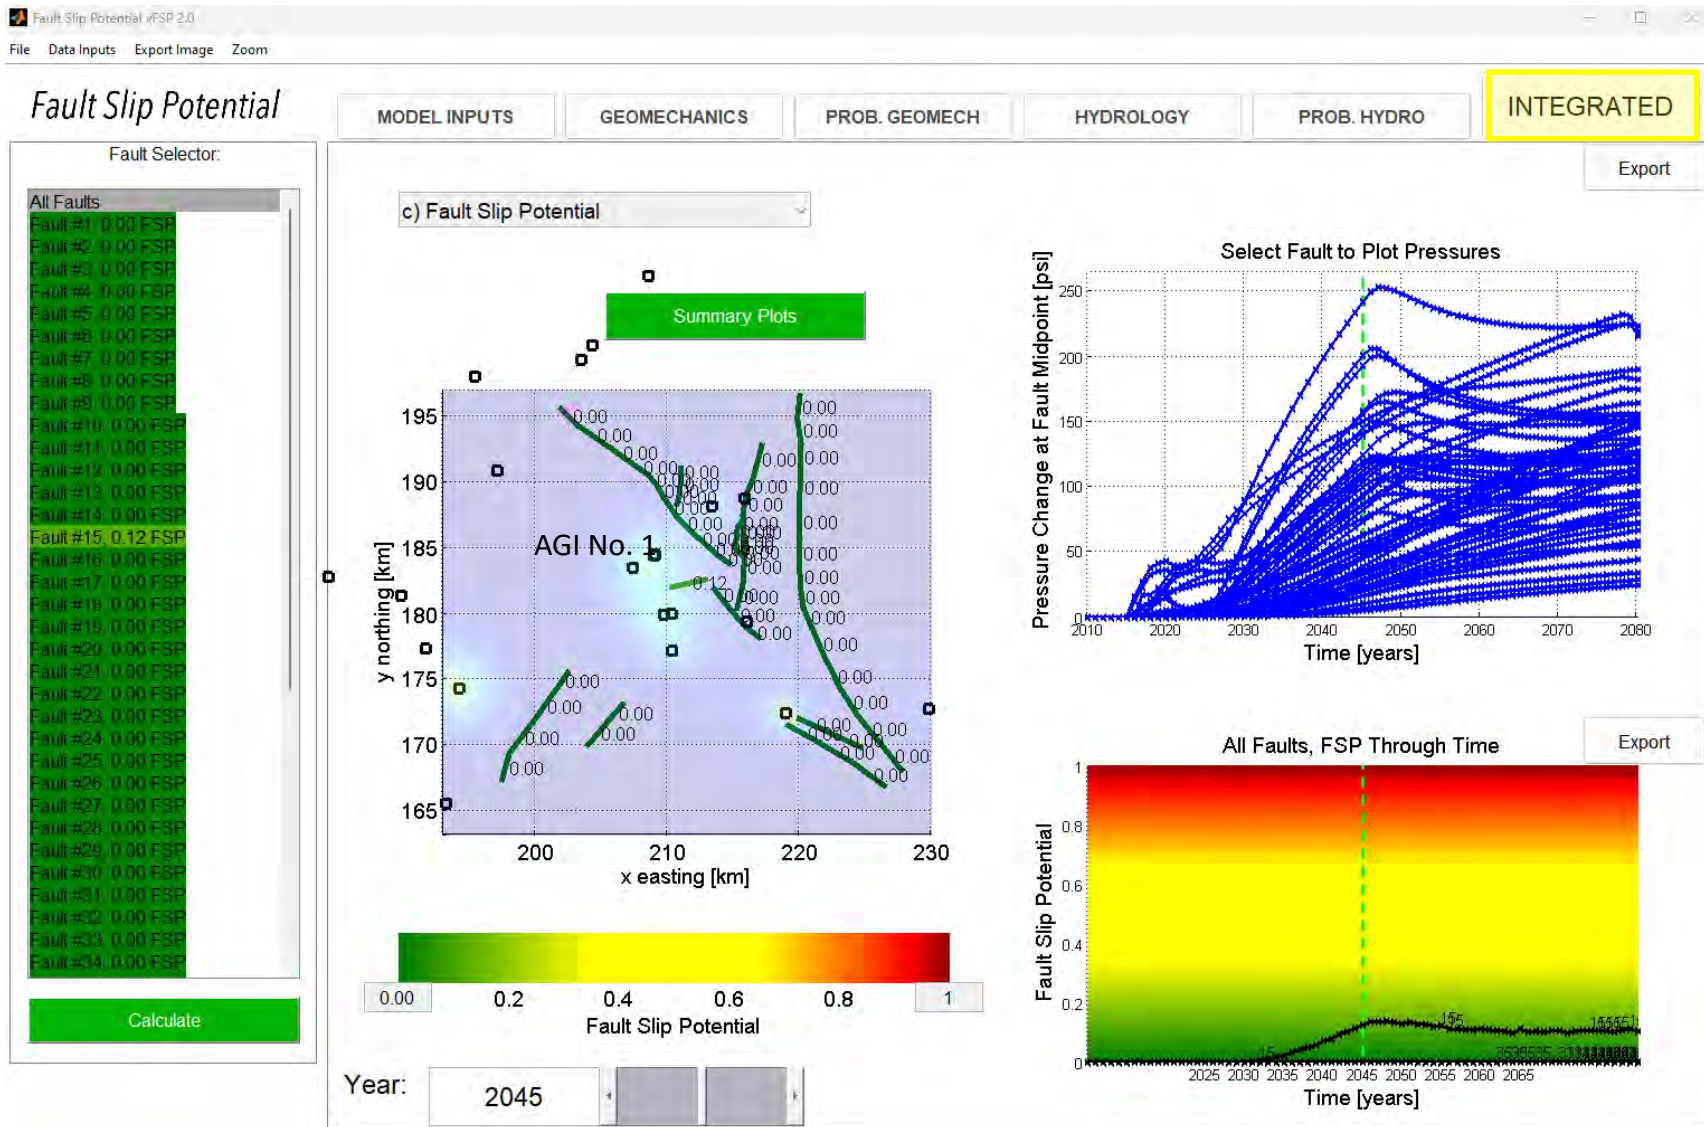 Fault Slip Potential vFSP 2.0
File Data Inputs Export Image Zoom
Fault Slip Potential
MODEL INPUTS
GEOMECHANICS
PROB. GEOMECH
HYDROLOGY
PROB. HYDRO
INTEGRATED
Fault Selector:
All Faults
Fault #1 0.00 FSP
Fault #2 0.00 FSP
Fault #3 0.00 FSP
Fault #4 0.00 FSP
Fault #5 0.00 FSP
Fault #6 0.00 FSP
Fault #7 0.00 FSP
Fault #8 0.00 FSP
Fault #9 0.00 FSP
Fault #10 0.00 FSP
Fault #11 0.00 FSP
Fault #12 0.00 FSP
Fault #13 0.00 FSP
Fault #14 0.00 FSP
Fault #15 0.12 FSP
Fault #16 0.00 FSP
Fault #17 0.00 FSP
Fault #18 0.00 FSP
Fault #19 0.00 FSP
Fault #20 0.00 FSP
Fault #21 0.00 FSP
Fault #22 0.00 FSP
Fault #23 0.00 FSP
Fault #24 0.00 FSP
Fault #25 0.00 FSP
Fault #26 0.00 FSP
Fault #27 0.00 FSP
Fault #28 0.00 FSP
Fault #29 0.00 FSP
Fault #30 0.00 FSP
Fault #31 0.00 FSP
Fault #32 0.00 FSP
Fault #33 0.00 FSP
Fault #34 0.00 FSP
Calculate
c) Fault Slip Potential
Summary Plots
y northing [km]
195
190
185
180
175
170
165
AGI No. 1
0.12
200 210 220 230
x easting [km]
0.00 0.2 0.4 0.6 0.8 1
Fault Slip Potential
Year: 2045
Export
Select Fault to Plot Pressures
Pressure Change at Fault Midpoint [psi]
250
200
150
100
50
0
2010 2020 2030 2040 2050 2060 2070 2080
Time [years]
Export
All Faults, FSP Through Time
Fault Slip Potential
1
0.8
0.6
0.4
0.2
0
15
2025 2030 2035 2040 2045 2050 2055 2060 2065
Time [years]